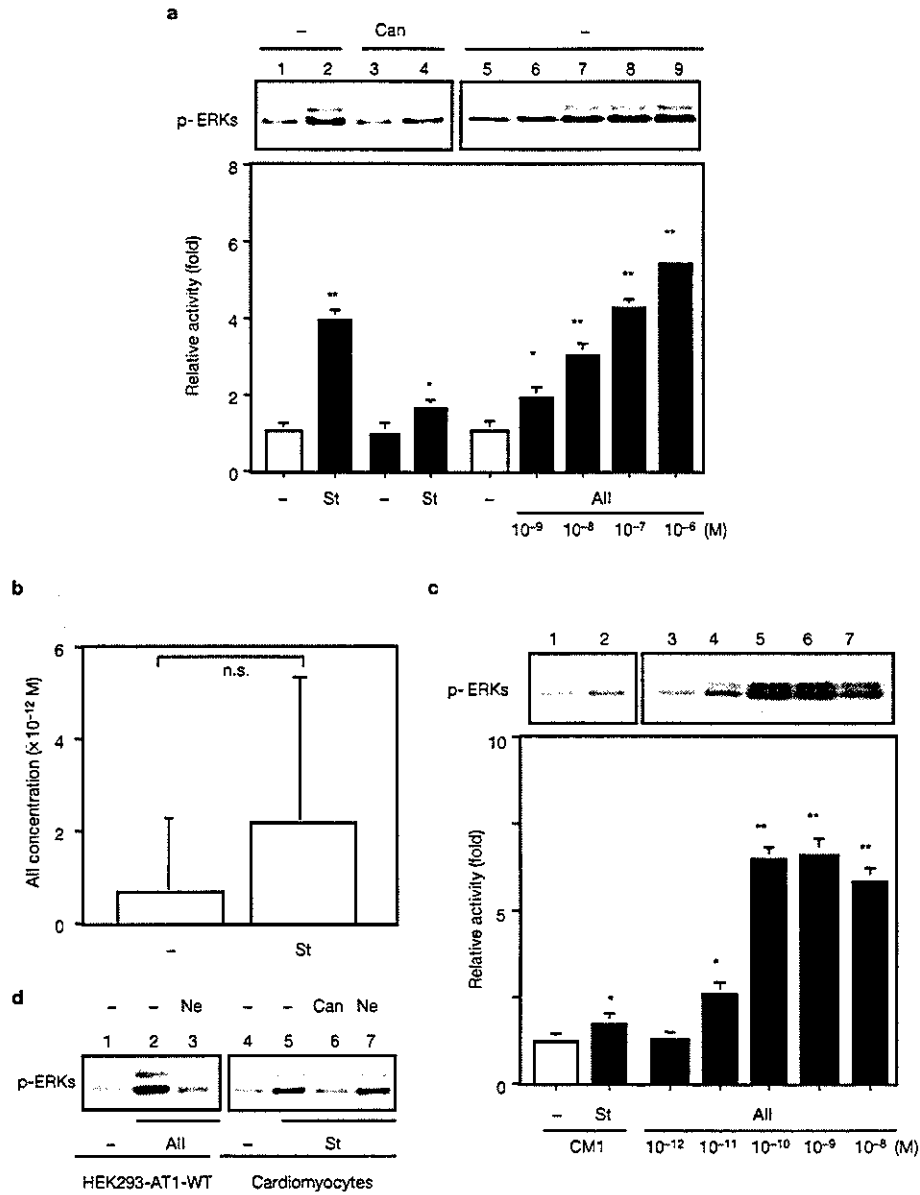 a
– Can –
1 2 3 4 5 6 7 8 9
p-ERKs
8
6
4
2
0
Relative activity (fold)
** * * ** ** **
– St – St – AII
10⁻⁹ 10⁻⁸ 10⁻⁷ 10⁻⁶ (M)
b
6
4
2
0
AII concentration (×10⁻¹² M)
n.s.
– St
c
1 2 3 4 5 6 7
p-ERKs
10
5
0
Relative activity (fold)
* * ** ** **
– St AII
CM1 10⁻¹² 10⁻¹¹ 10⁻¹⁰ 10⁻⁹ 10⁻⁸ (M)
d
– – Ne – – Can Ne
1 2 3 4 5 6 7
p-ERKs
– AII – St
HEK293-AT1-WT Cardiomyocytes